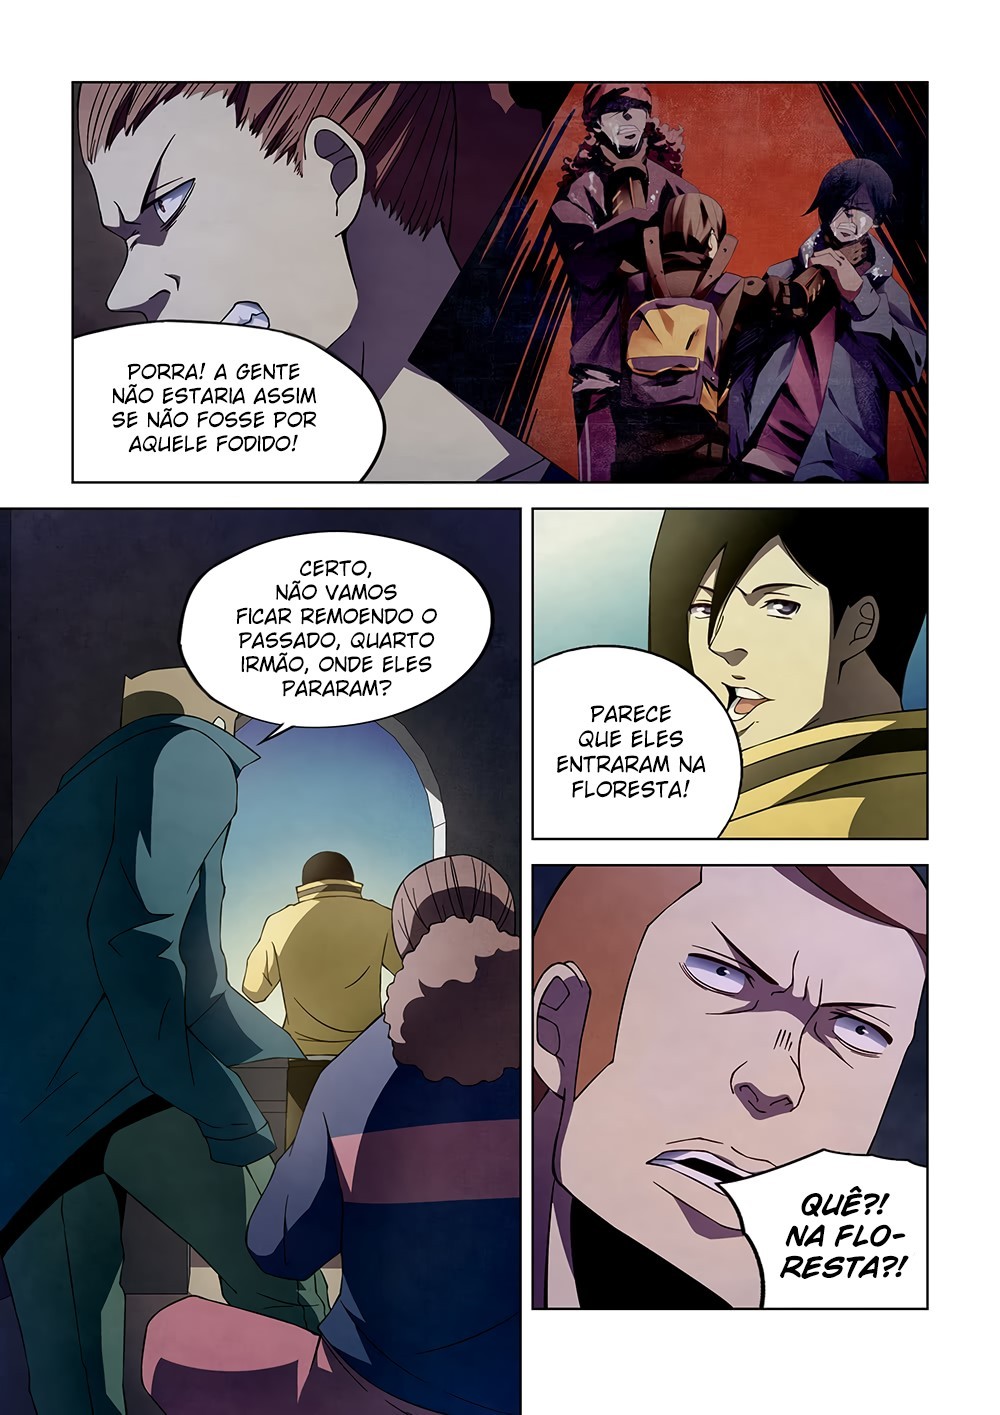 PORRA! A GENTE
NÃO ESTARIA ASSIM
SE NÃO FOSSE POR
AQUELE FODIDO!
CERTO,
NÃO VAMOS
FICAR REMOENDO O
PASSADO, QUARTO
IRMÃO, ONDE ELES
PARARAM?
PARECE
QUE ELES
ENTRARAM NA
FLORESTA!
QUÊ?!
NA FLO-
RESTA?!